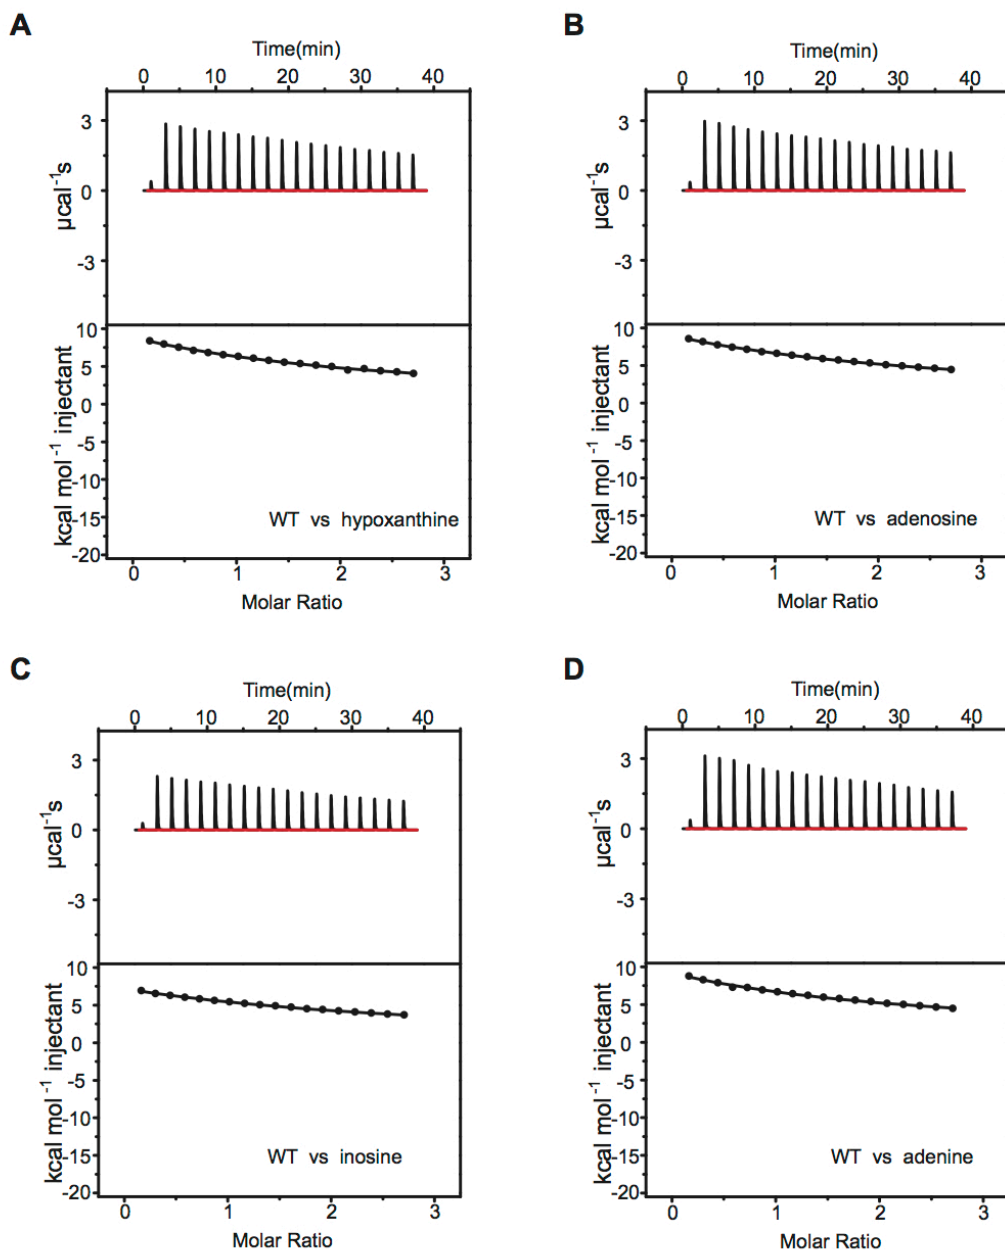 A
Time(min)
0 10 20 30 40
3
0
-3
µcal⁻¹s
10
5
0
-5
-10
-15
-20
kcal mol⁻¹ injectant
WT vs hypoxanthine
0 1 2 3
Molar Ratio
B
Time(min)
0 10 20 30 40
3
0
-3
µcal⁻¹s
10
5
0
-5
-10
-15
-20
kcal mol⁻¹ injectant
WT vs adenosine
0 1 2 3
Molar Ratio
C
Time(min)
0 10 20 30 40
3
0
-3
µcal⁻¹s
10
5
0
-5
-10
-15
-20
kcal mol⁻¹ injectant
WT vs inosine
0 1 2 3
Molar Ratio
D
Time(min)
0 10 20 30 40
3
0
-3
µcal⁻¹s
10
5
0
-5
-10
-15
-20
kcal mol⁻¹ injectant
WT vs adenine
0 1 2 3
Molar Ratio